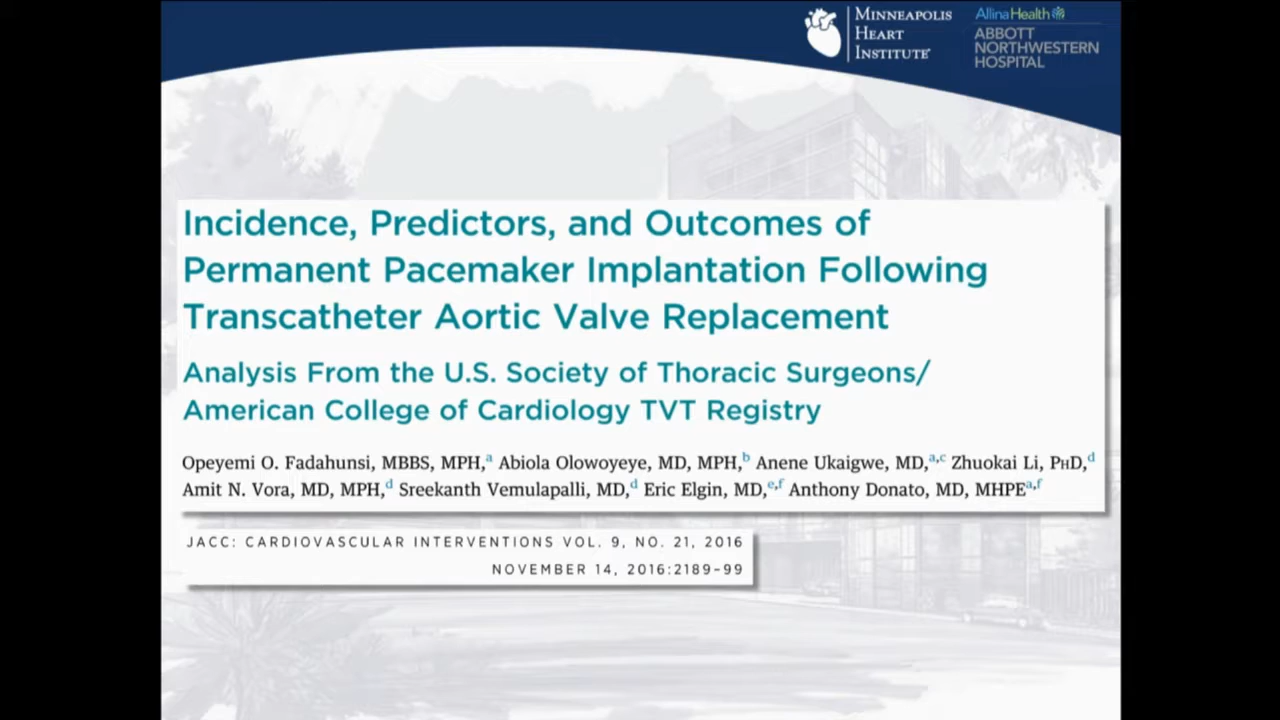 MINNEAPOLIS
HEART
INSTITUTE
AllinaHealth
ABBOTT
NORTHWESTERN
HOSPITAL
Incidence, Predictors, and Outcomes of
Permanent Pacemaker Implantation Following
Transcatheter Aortic Valve Replacement
Analysis From the U.S. Society of Thoracic Surgeons/
American College of Cardiology TVT Registry
Opeyemi O. Fadahunsi, MBBS, MPH,a Abiola Olowoyeye, MD, MPH,b Anene Ukaigwe, MD,a,c Zhuokai Li, PHD,d
Amit N. Vora, MD, MPH,d Sreekanth Vemulapalli, MD,d Eric Elgin, MD,e,f Anthony Donato, MD, MHPEa,f
JACC: CARDIOVASCULAR INTERVENTIONS VOL. 9, NO. 21, 2016
NOVEMBER 14, 2016:2189–99